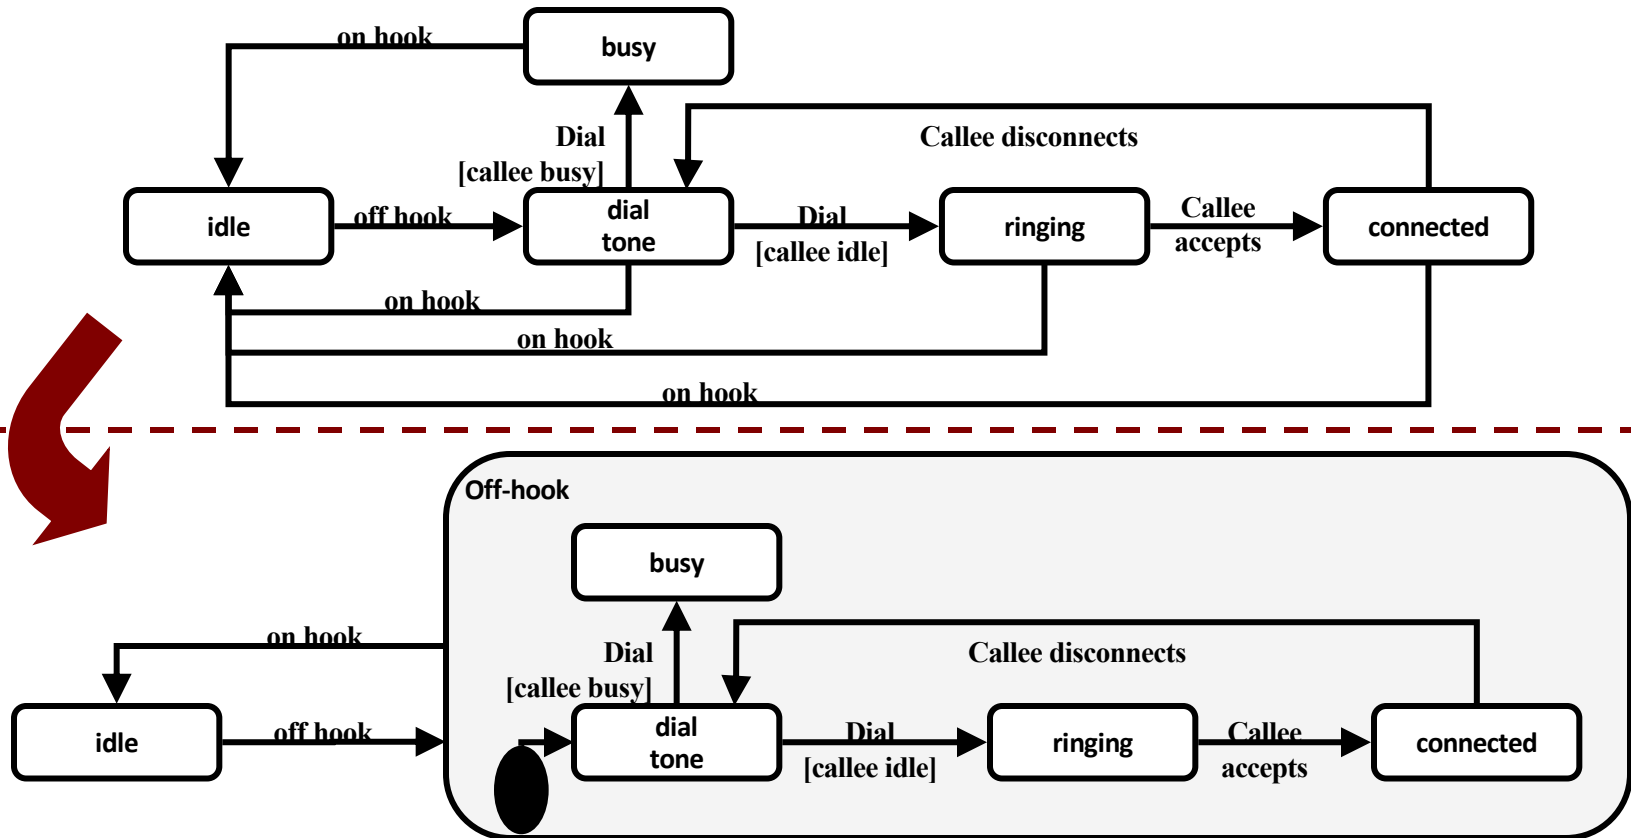 on hook
busy
Dial
[callee busy]
Callee disconnects
idle
off hook
dial
tone
Dial
[callee idle]
ringing
Callee
accepts
connected
on hook
on hook
on hook
Off-hook
busy
on hook
Dial
[callee busy]
Callee disconnects
idle
off hook
dial
tone
Dial
[callee idle]
ringing
Callee
accepts
connected